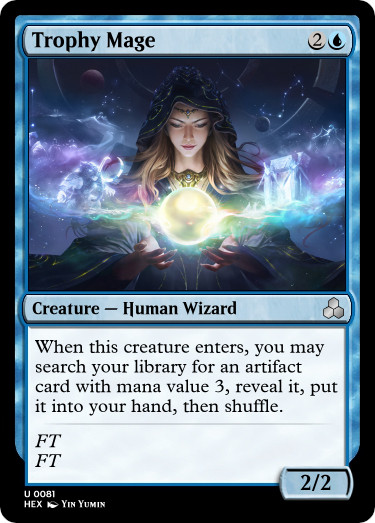 Trophy Mage 2
Creature — Human Wizard
When this creature enters, you may
search your library for an artifact
card with mana value 3, reveal it, put
it into your hand, then shuffle.
FT
FT
2/2
U 0081
HEX Yin Yumin